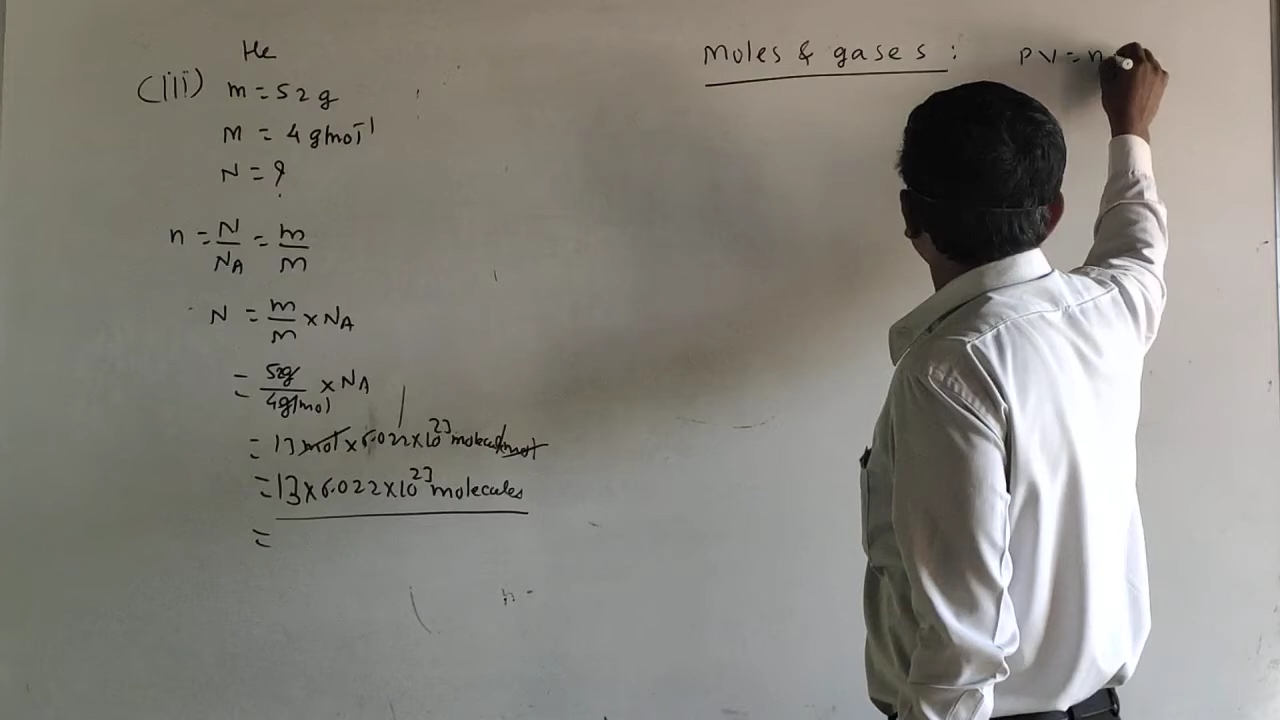 He
(iii) m = 52 g
M = 4 g mol⁻¹
N = ?
n = N/N_A = m/M
N = m/M × N_A
= 52g/4g/mol × N_A
= 13 mol × 6.022 × 10²³ molecules/mol
= 13 × 6.022 × 10²³ molecules
=
Moles & gases : PV = n